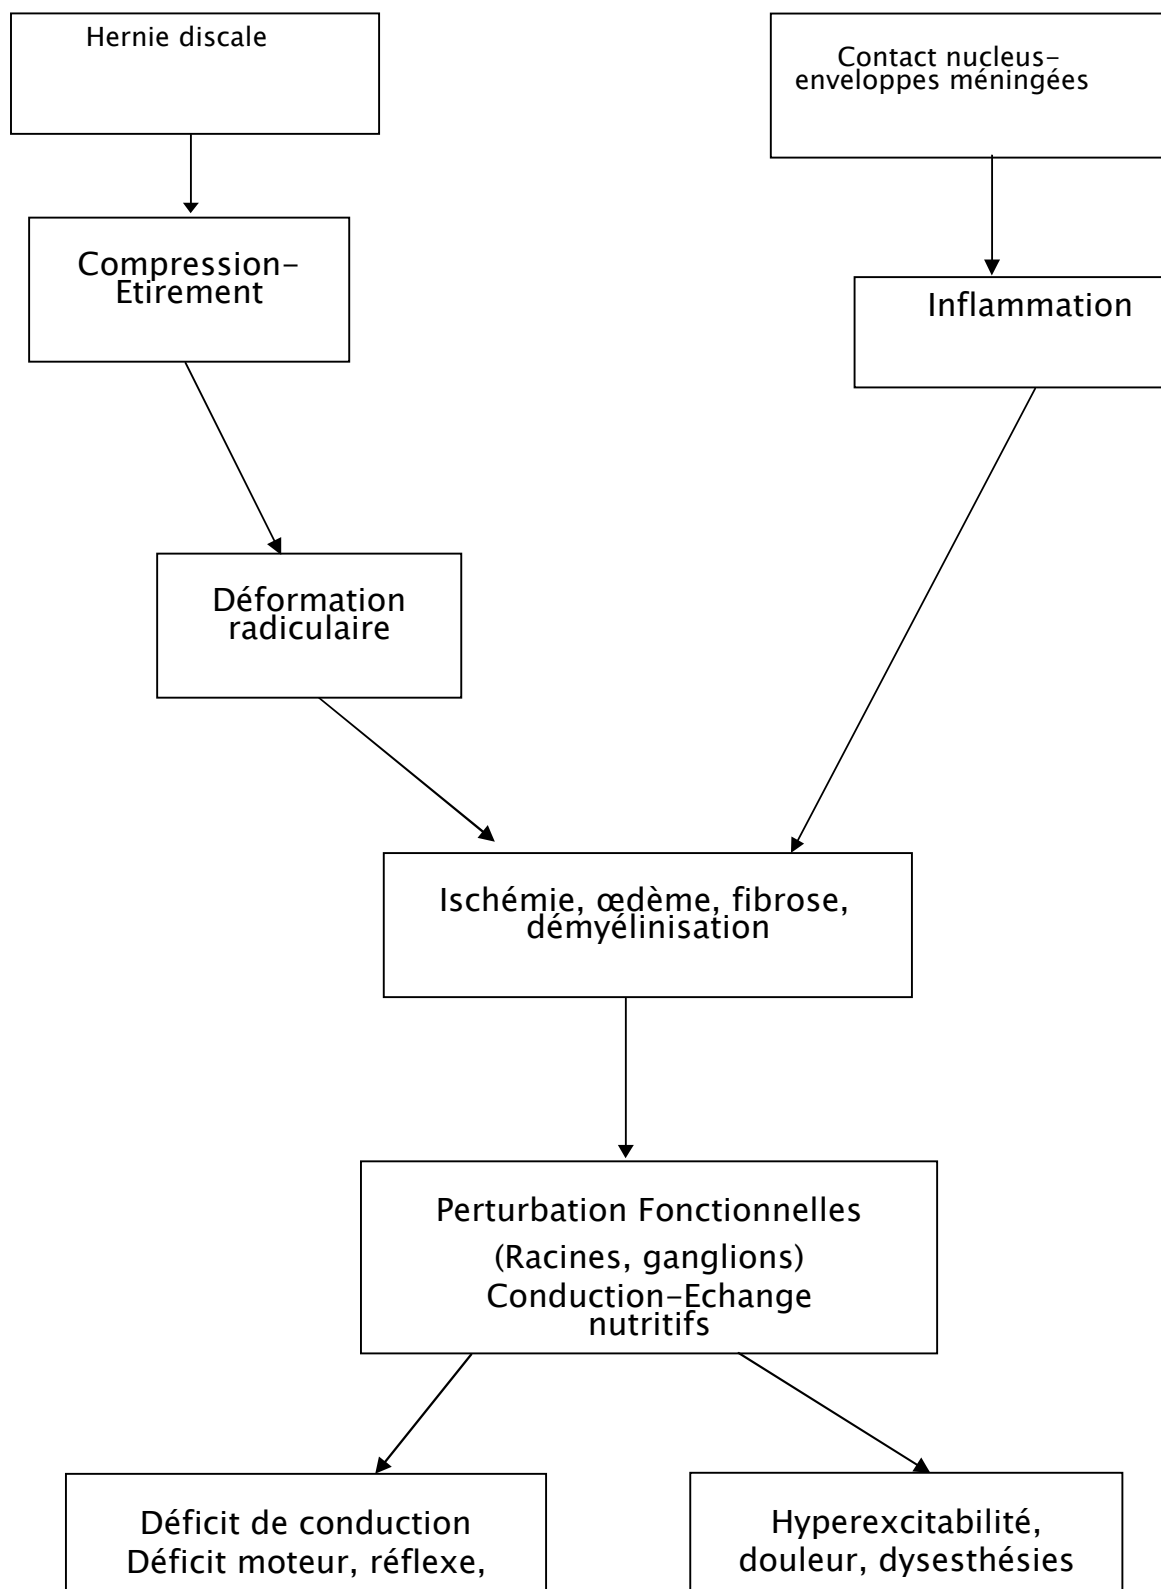 Hernie discale
Contact nucleus-
enveloppes méningées
Compression-
Etirement
Inflammation
Déformation
radiculaire
Ischémie, œdème, fibrose,
démyélinisation
Perturbation Fonctionnelles
(Racines, ganglions)
Conduction-Echange
nutritifs
Déficit de conduction
Déficit moteur, réflexe,
Hyperexcitabilité,
douleur, dysesthésies